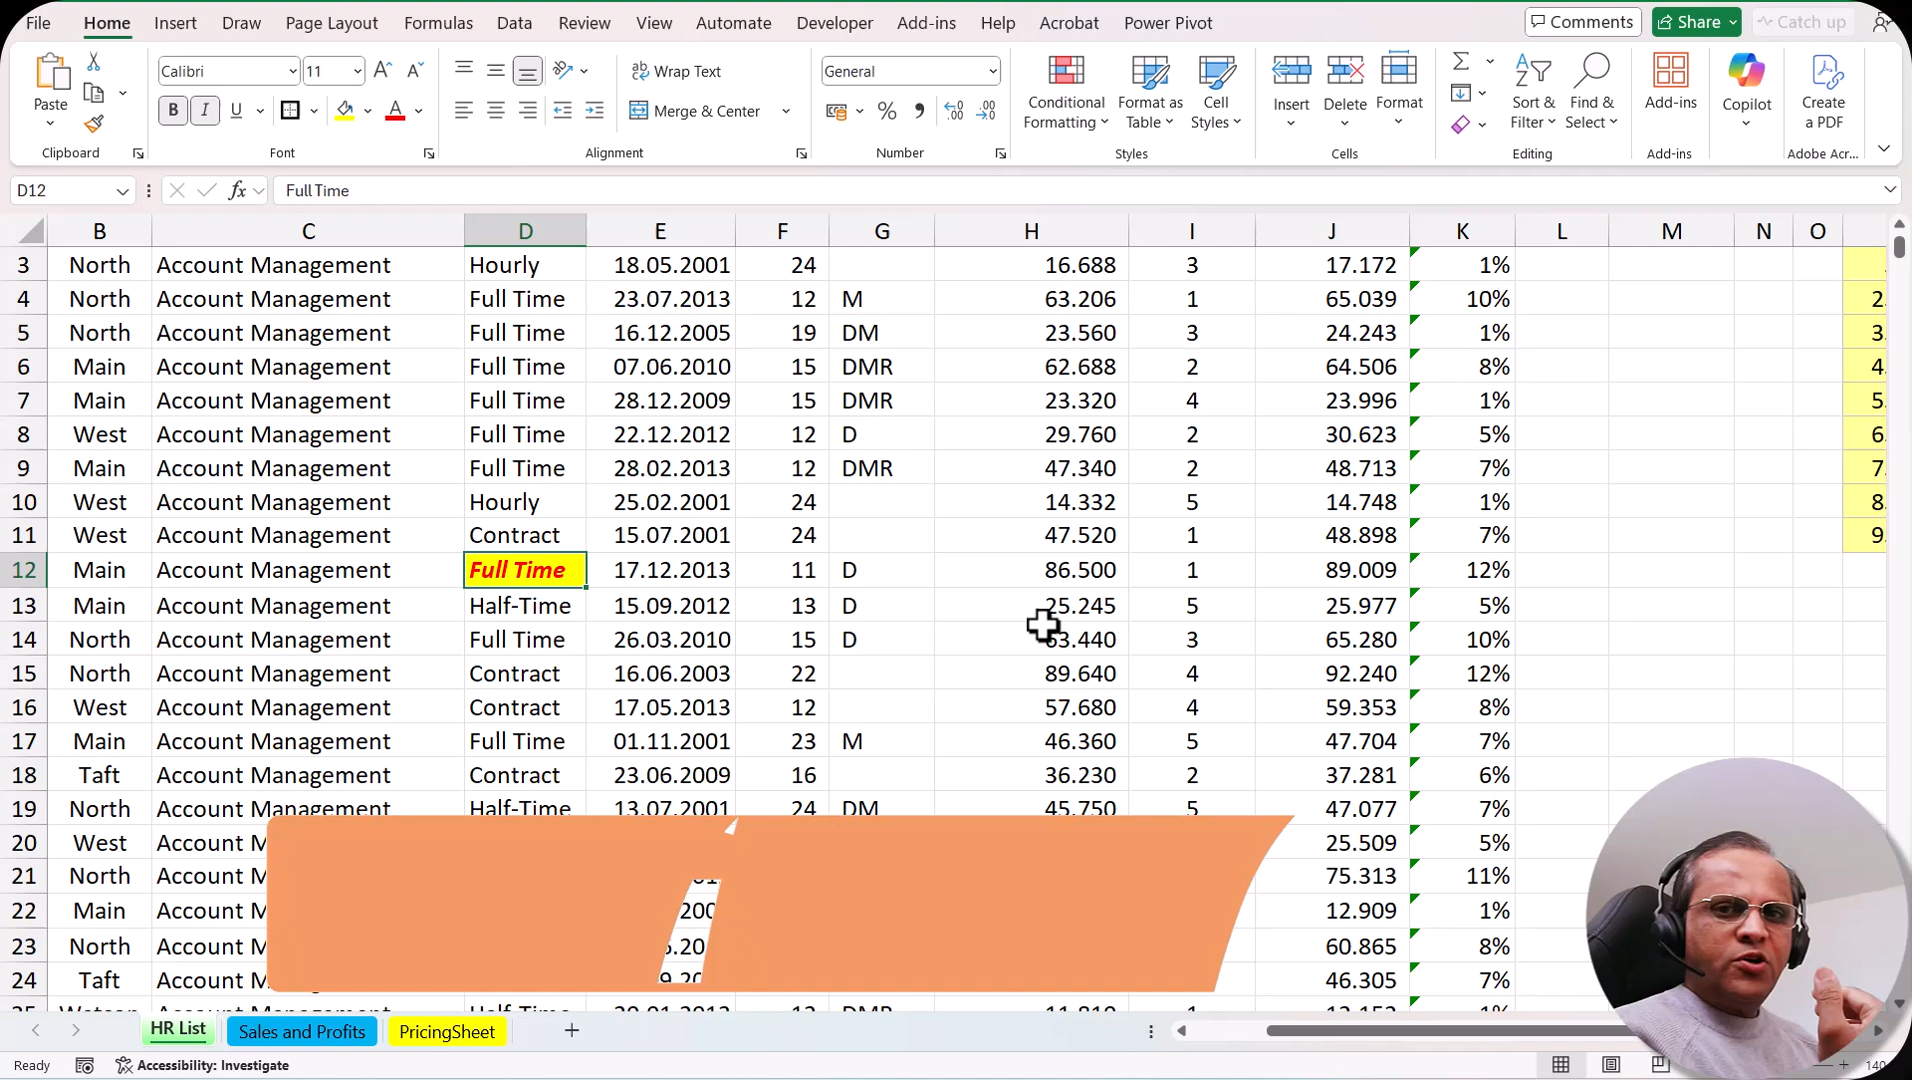 File Home Insert Draw Page Layout Formulas Data Review View Automate Developer Add-ins Help Acrobat Power Pivot Comments Share Catch up
Calibri 11 Wrap Text General
Paste B I U A Merge & Center % Conditional Formatting Format as Table Cell Styles Insert Delete Format Sort & Filter Find & Select Add-ins Copilot Create a PDF
Clipboard Font Alignment Number Styles Cells Editing Add-ins Adobe Acr...
D12 fx Full Time
B C D E F G H I J K L M N O
3 North Account Management Hourly 18.05.2001 24 16.688 3 17.172 1%
4 North Account Management Full Time 23.07.2013 12 M 63.206 1 65.039 10% 2.
5 North Account Management Full Time 16.12.2005 19 DM 23.560 3 24.243 1% 3.
6 Main Account Management Full Time 07.06.2010 15 DMR 62.688 2 64.506 8% 4.
7 Main Account Management Full Time 28.12.2009 15 DMR 23.320 4 23.996 1% 5.
8 West Account Management Full Time 22.12.2012 12 D 29.760 2 30.623 5% 6.
9 Main Account Management Full Time 28.02.2013 12 DMR 47.340 2 48.713 7% 7.
10 West Account Management Hourly 25.02.2001 24 14.332 5 14.748 1% 8.
11 West Account Management Contract 15.07.2001 24 47.520 1 48.898 7% 9.
12 Main Account Management Full Time 17.12.2013 11 D 86.500 1 89.009 12%
13 Main Account Management Half-Time 15.09.2012 13 D 25.245 5 25.977 5%
14 North Account Management Full Time 26.03.2010 15 D 63.440 3 65.280 10%
15 North Account Management Contract 16.06.2003 22 89.640 4 92.240 12%
16 West Account Management Contract 17.05.2013 12 57.680 4 59.353 8%
17 Main Account Management Full Time 01.11.2001 23 M 46.360 5 47.704 7%
18 Taft Account Management Contract 23.06.2009 16 36.230 2 37.281 6%
19 North Account Management Half-Time 13.07.2001 24 DM 45.750 5 47.077 7%
20 West Account 25.509 5%
21 North Account 75.313 11%
22 Main Account 12.909 1%
23 North Account 60.865 8%
24 Taft Account 46.305 7%
HR List Sales and Profits PricingSheet
Ready Accessibility: Investigate